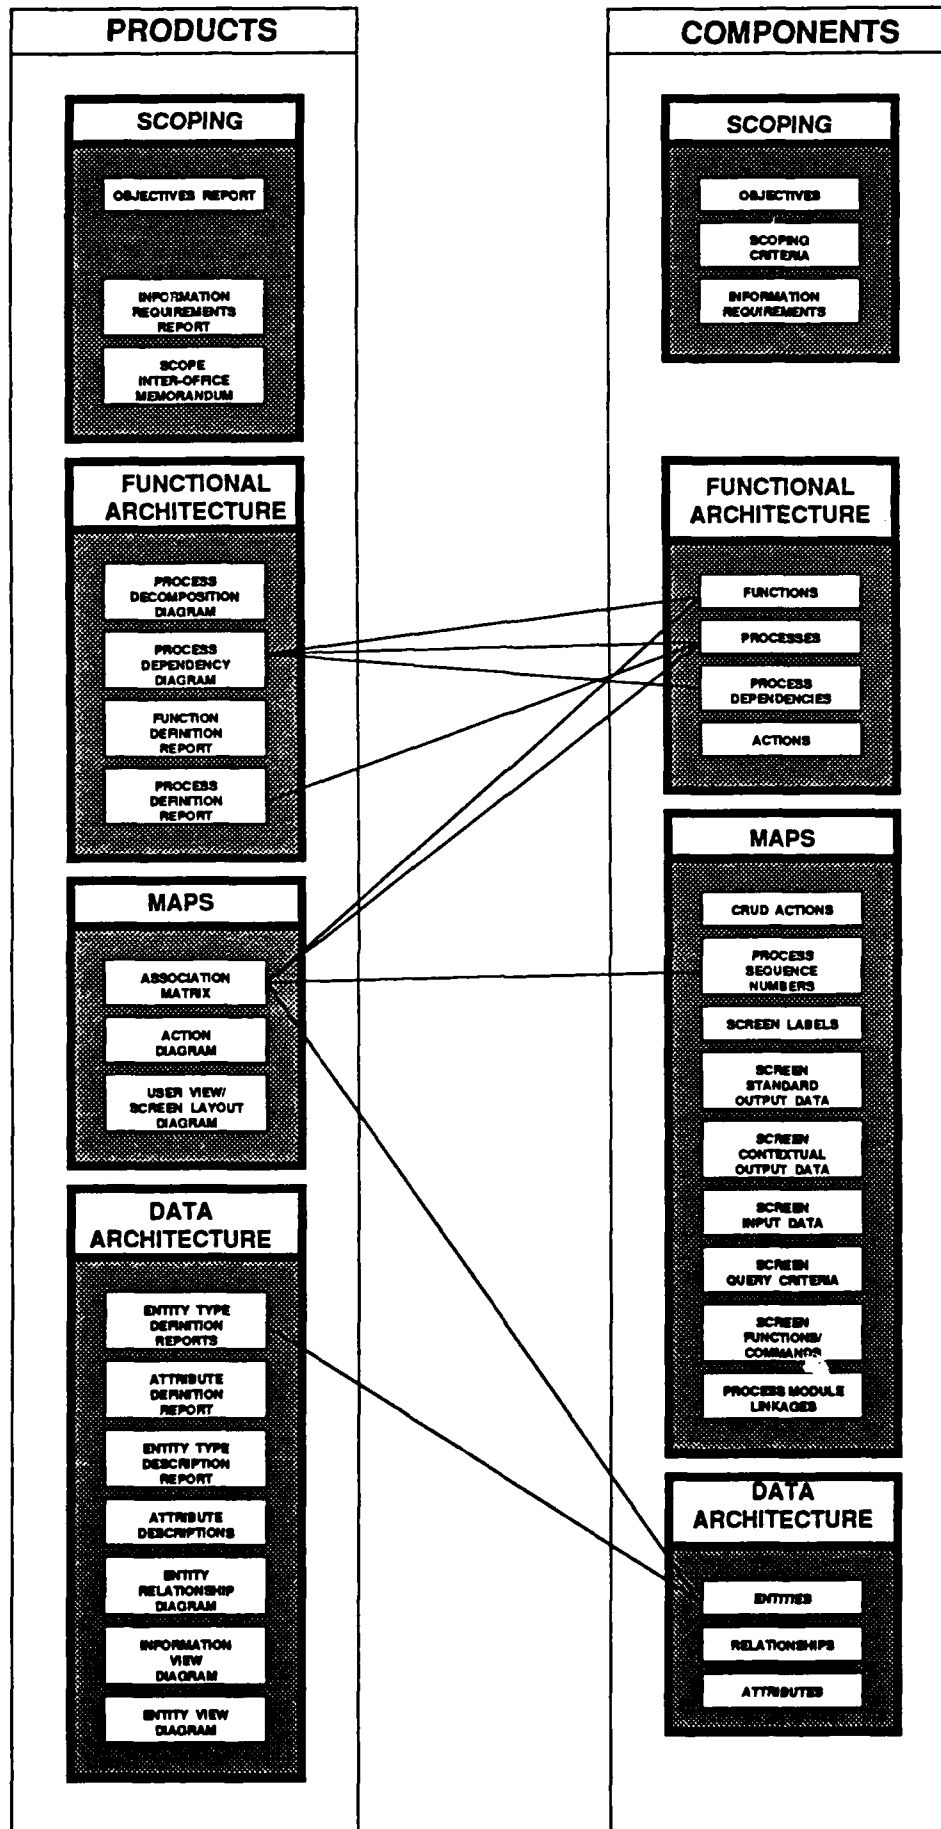 PRODUCTS
SCOPING
OBJECTIVES REPORT
INFORMATION
REQUIREMENTS
REPORT
SCOPE
INTER-OFFICE
MEMORANDUM
FUNCTIONAL
ARCHITECTURE
PROCESS
DECOMPOSITION
DIAGRAM
PROCESS
DEPENDENCY
DIAGRAM
FUNCTION
DEFINITION
REPORT
PROCESS
DEFINITION
REPORT
MAPS
ASSOCIATION
MATRIX
ACTION
DIAGRAM
USER VIEW/
SCREEN LAYOUT
DIAGRAM
DATA
ARCHITECTURE
ENTITY TYPE
DEFINITION
REPORTS
ATTRIBUTE
DEFINITION
REPORT
ENTITY TYPE
DESCRIPTION
REPORT
ATTRIBUTE
DESCRIPTIONS
ENTITY
RELATIONSHIP
DIAGRAM
INFORMATION
VIEW
DIAGRAM
ENTITY VIEW
DIAGRAM
COMPONENTS
SCOPING
OBJECTIVES
SCOPING
CRITERIA
INFORMATION
REQUIREMENTS
FUNCTIONAL
ARCHITECTURE
FUNCTIONS
PROCESSES
PROCESS
DEPENDENCIES
ACTIONS
MAPS
CRUD ACTIONS
PROCESS
SEQUENCE
NUMBERS
SCREEN LABELS
SCREEN
STANDARD
OUTPUT DATA
SCREEN
CONTEXTUAL
OUTPUT DATA
SCREEN
INPUT DATA
SCREEN
QUERY CRITERIA
SCREEN
FUNCTIONS/
COMMANDS
PROCESS MODULE
LINKAGES
DATA
ARCHITECTURE
ENTITIES
RELATIONSHIPS
ATTRIBUTES